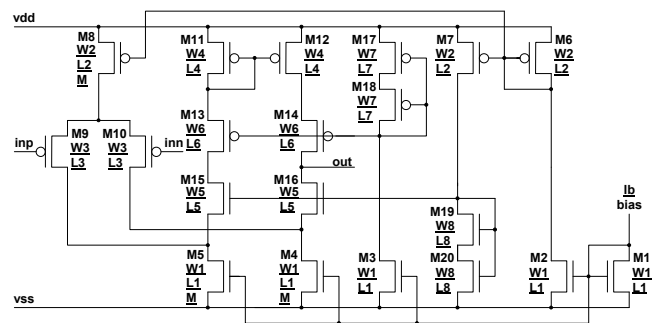 vdd
M8
W2
L2
M
M11
W4
L4
M12
W4
L4
M17
W7
L7
M7
W2
L2
M6
W2
L2
M18
W7
L7
M13
W6
L6
M14
W6
L6
inp
M9
W3
L3
M10
W3
L3
inn
out
M15
W5
L5
M16
W5
L5
Ib
bias
M19
W8
L8
M5
W1
L1
M
M4
W1
L1
M
M3
W1
L1
M20
W8
L8
M2
W1
L1
M1
W1
L1
vss